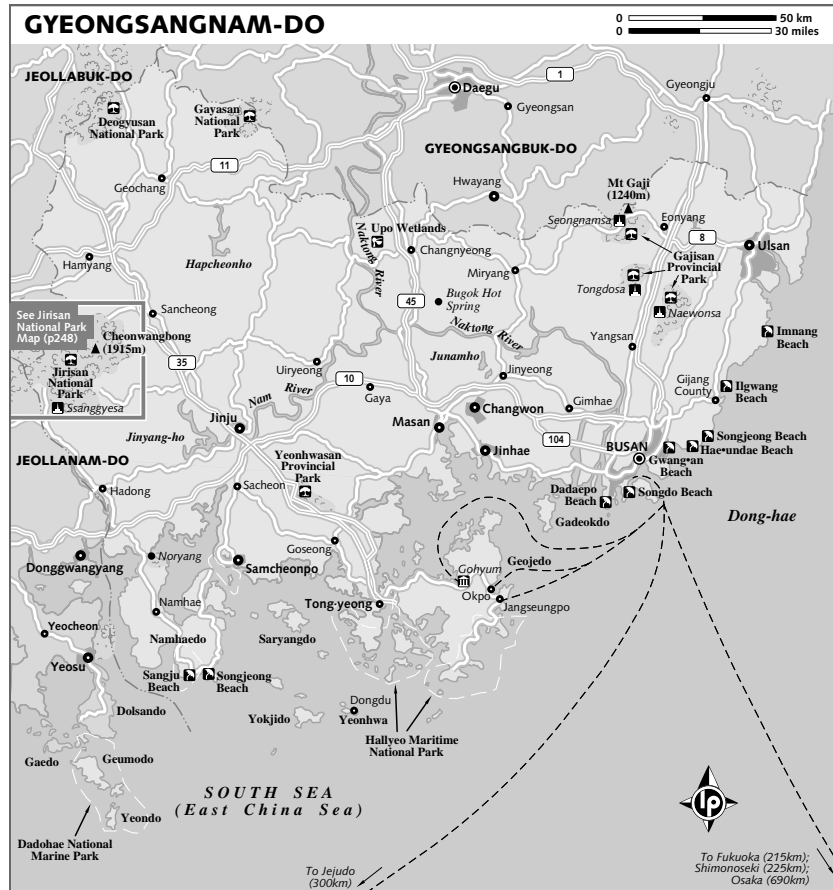 GYEONGSANGNAM-DO
0 50 km
0 30 miles
JEOLLABUK-DO
Deogyusan
National Park
Gayasan
National
Park
Daegu
1
Gyeongsan
Gyeongju
11
Geochang
GYEONGSANGBUK-DO
Hwayang
Mt Gaji
(1240m)
Seongnamsa
Eonyang
8
Ulsan
Upo Wetlands
Naktong
River
Changnyeong
Hapcheonho
Hamyang
Miryang
Gajisan
Provincial
Park
Tongdosa
Naewonsa
45
Bugok Hot
Spring
See Jirisan
National Park
Map (p248)
Sancheong
Cheonwangbong
(1915m)
Naktong River
Yangsan
Imnang
Beach
35
Jirisan
National
Park
Ssanggyesa
Uiryeong
Junamho
10
Jinyeong
Nam
River
Gaya
Gijang
County
Ilgwang
Beach
Changwon
Gimhae
Jinju
Masan
Jinyang-ho
104
Jinhae
BUSAN
Songjeong Beach
Hae•undae Beach
Gwang•an
Beach
JEOLLANAM-DO
Yeonhwasan
Provincial
Park
Hadong
Sacheon
Dadaepo
Beach
Songdo Beach
Gadeokdo
Dong-hae
Donggwangyang
Noryang
Goseong
Samcheonpo
Gohyum
Geojedo
Okpo
Jangseungpo
Namhae
Tong·yeong
Yeocheon
Namhaedo
Saryangdo
Yeosu
Sangju
Beach
Songjeong
Beach
Dolsando
Yokjido
Dongdu
Yeonhwa
Hallyeo Maritime
National Park
Gaedo
Geumodo
SOUTH SEA
(East China Sea)
Yeondo
Dadohae National
Marine Park
lp
To Jejudo
(300km)
To Fukuoka (215km);
Shimonoseki (225km);
Osaka (690km)